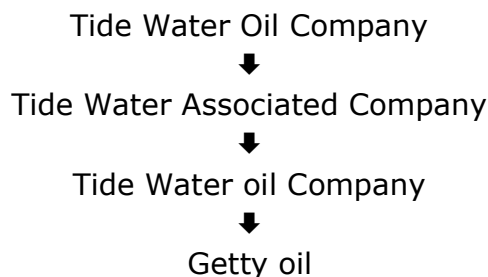 Tide Water Oil Company
Tide Water Associated Company
Tide Water oil Company
Getty oil